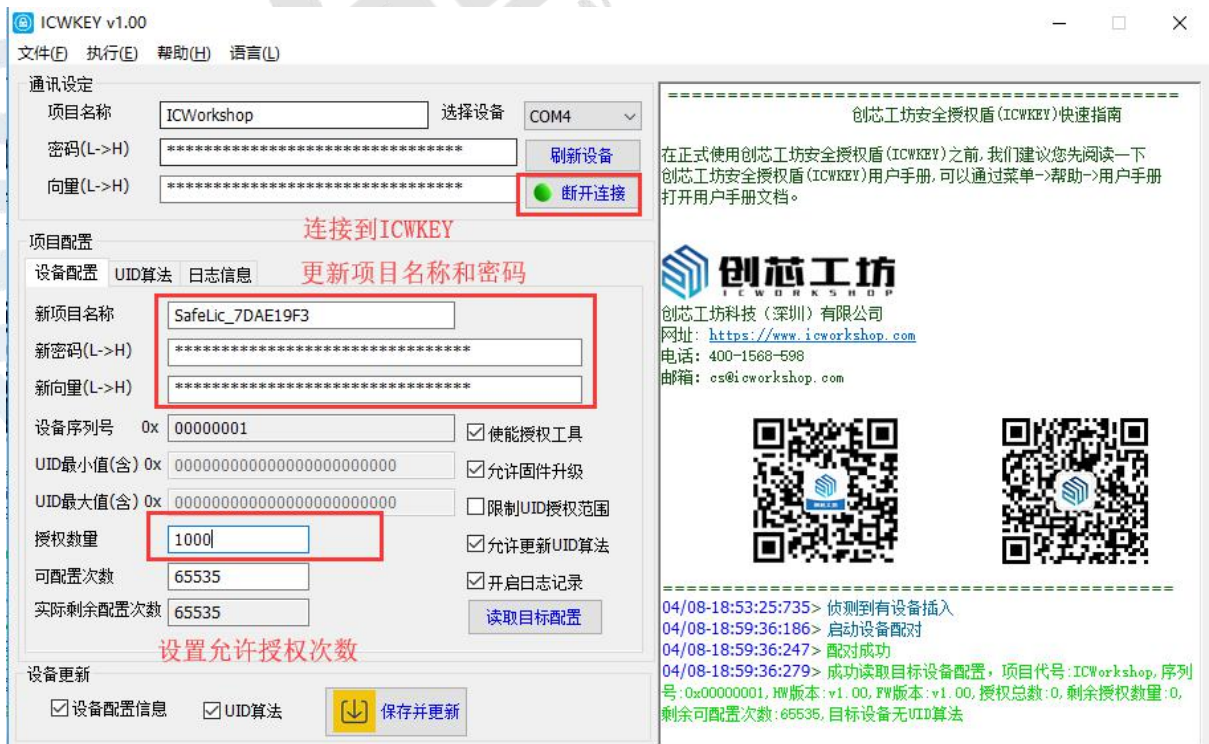 ICWKEY v1.00
文件(F) 执行(E) 帮助(H) 语言(L)
通讯设定
项目名称 ICWorkshop 选择设备 COM4
密码(L->H) ******************************** 刷新设备
向量(L->H) ******************************** 断开连接
连接到ICWKEY
项目配置
设备配置 UID算法 日志信息
更新项目名称和密码
新项目名称 SafeLic_7DAE19F3
新密码(L->H) ********************************
新向量(L->H) ********************************
设备序列号 0x 00000001 使能授权工具
UID最小值(含) 0x 000000000000000000000000 允许固件升级
UID最大值(含) 0x 000000000000000000000000 限制UID授权范围
授权数量 1000 允许更新UID算法
可配置次数 65535 开启日志记录
实际剩余配置次数 65535 读取目标配置
设置允许授权次数
设备更新
设备配置信息 UID算法 保存并更新
============================================
创芯工坊安全授权盾(ICWKEY)快速指南
在正式使用创芯工坊安全授权盾(ICWKEY)之前,我们建议您先阅读一下
创芯工坊安全授权盾(ICWKEY)用户手册,可以通过菜单->帮助->用户手册
打开用户手册文档。
创芯工坊
ICWORKSHOP
创芯工坊科技（深圳）有限公司
网址: https://www.icworkshop.com
电话: 400-1568-598
邮箱: cs@icworkshop.com
============================================
04/08-18:53:25:735> 侦测到有设备插入
04/08-18:59:36:186> 启动设备配对
04/08-18:59:36:247> 配对成功
04/08-18:59:36:279> 成功读取目标设备配置，项目代号:ICWorkshop,序列
号:0x00000001,HW版本:v1.00,FW版本:v1.00,授权总数:0,剩余授权数量:0,
剩余可配置次数:65535,目标设备无UID算法